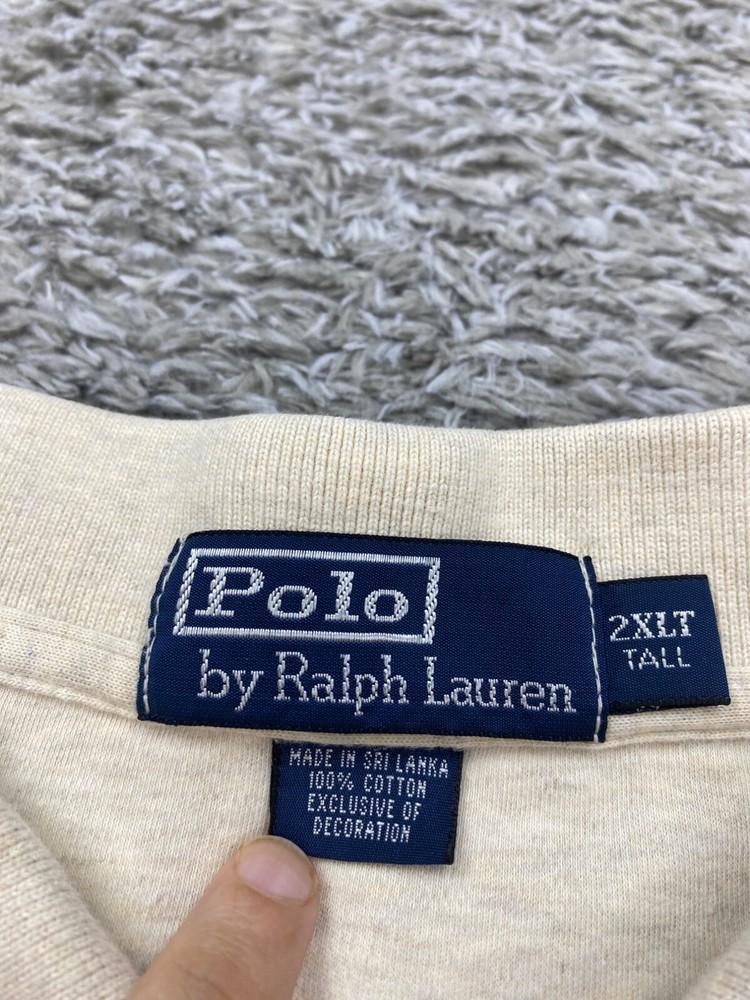 Polo
by Ralph Lauren
2XLT
TALL
MADE IN SRI LANKA
100% COTTON
EXCLUSIVE OF
DECORATION